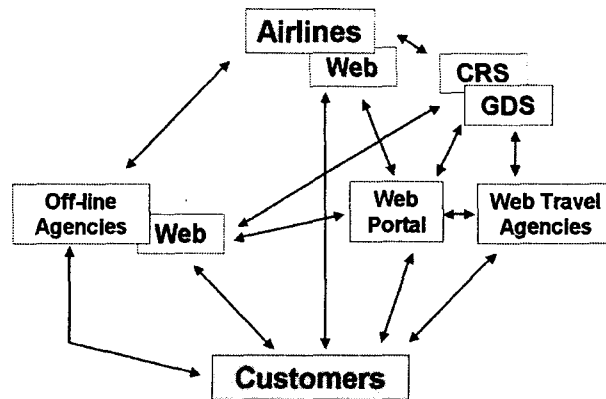 Airlines
Web
CRS
GDS
Off-line
Agencies
Web
Web
Portal
Web Travel
Agencies
Customers